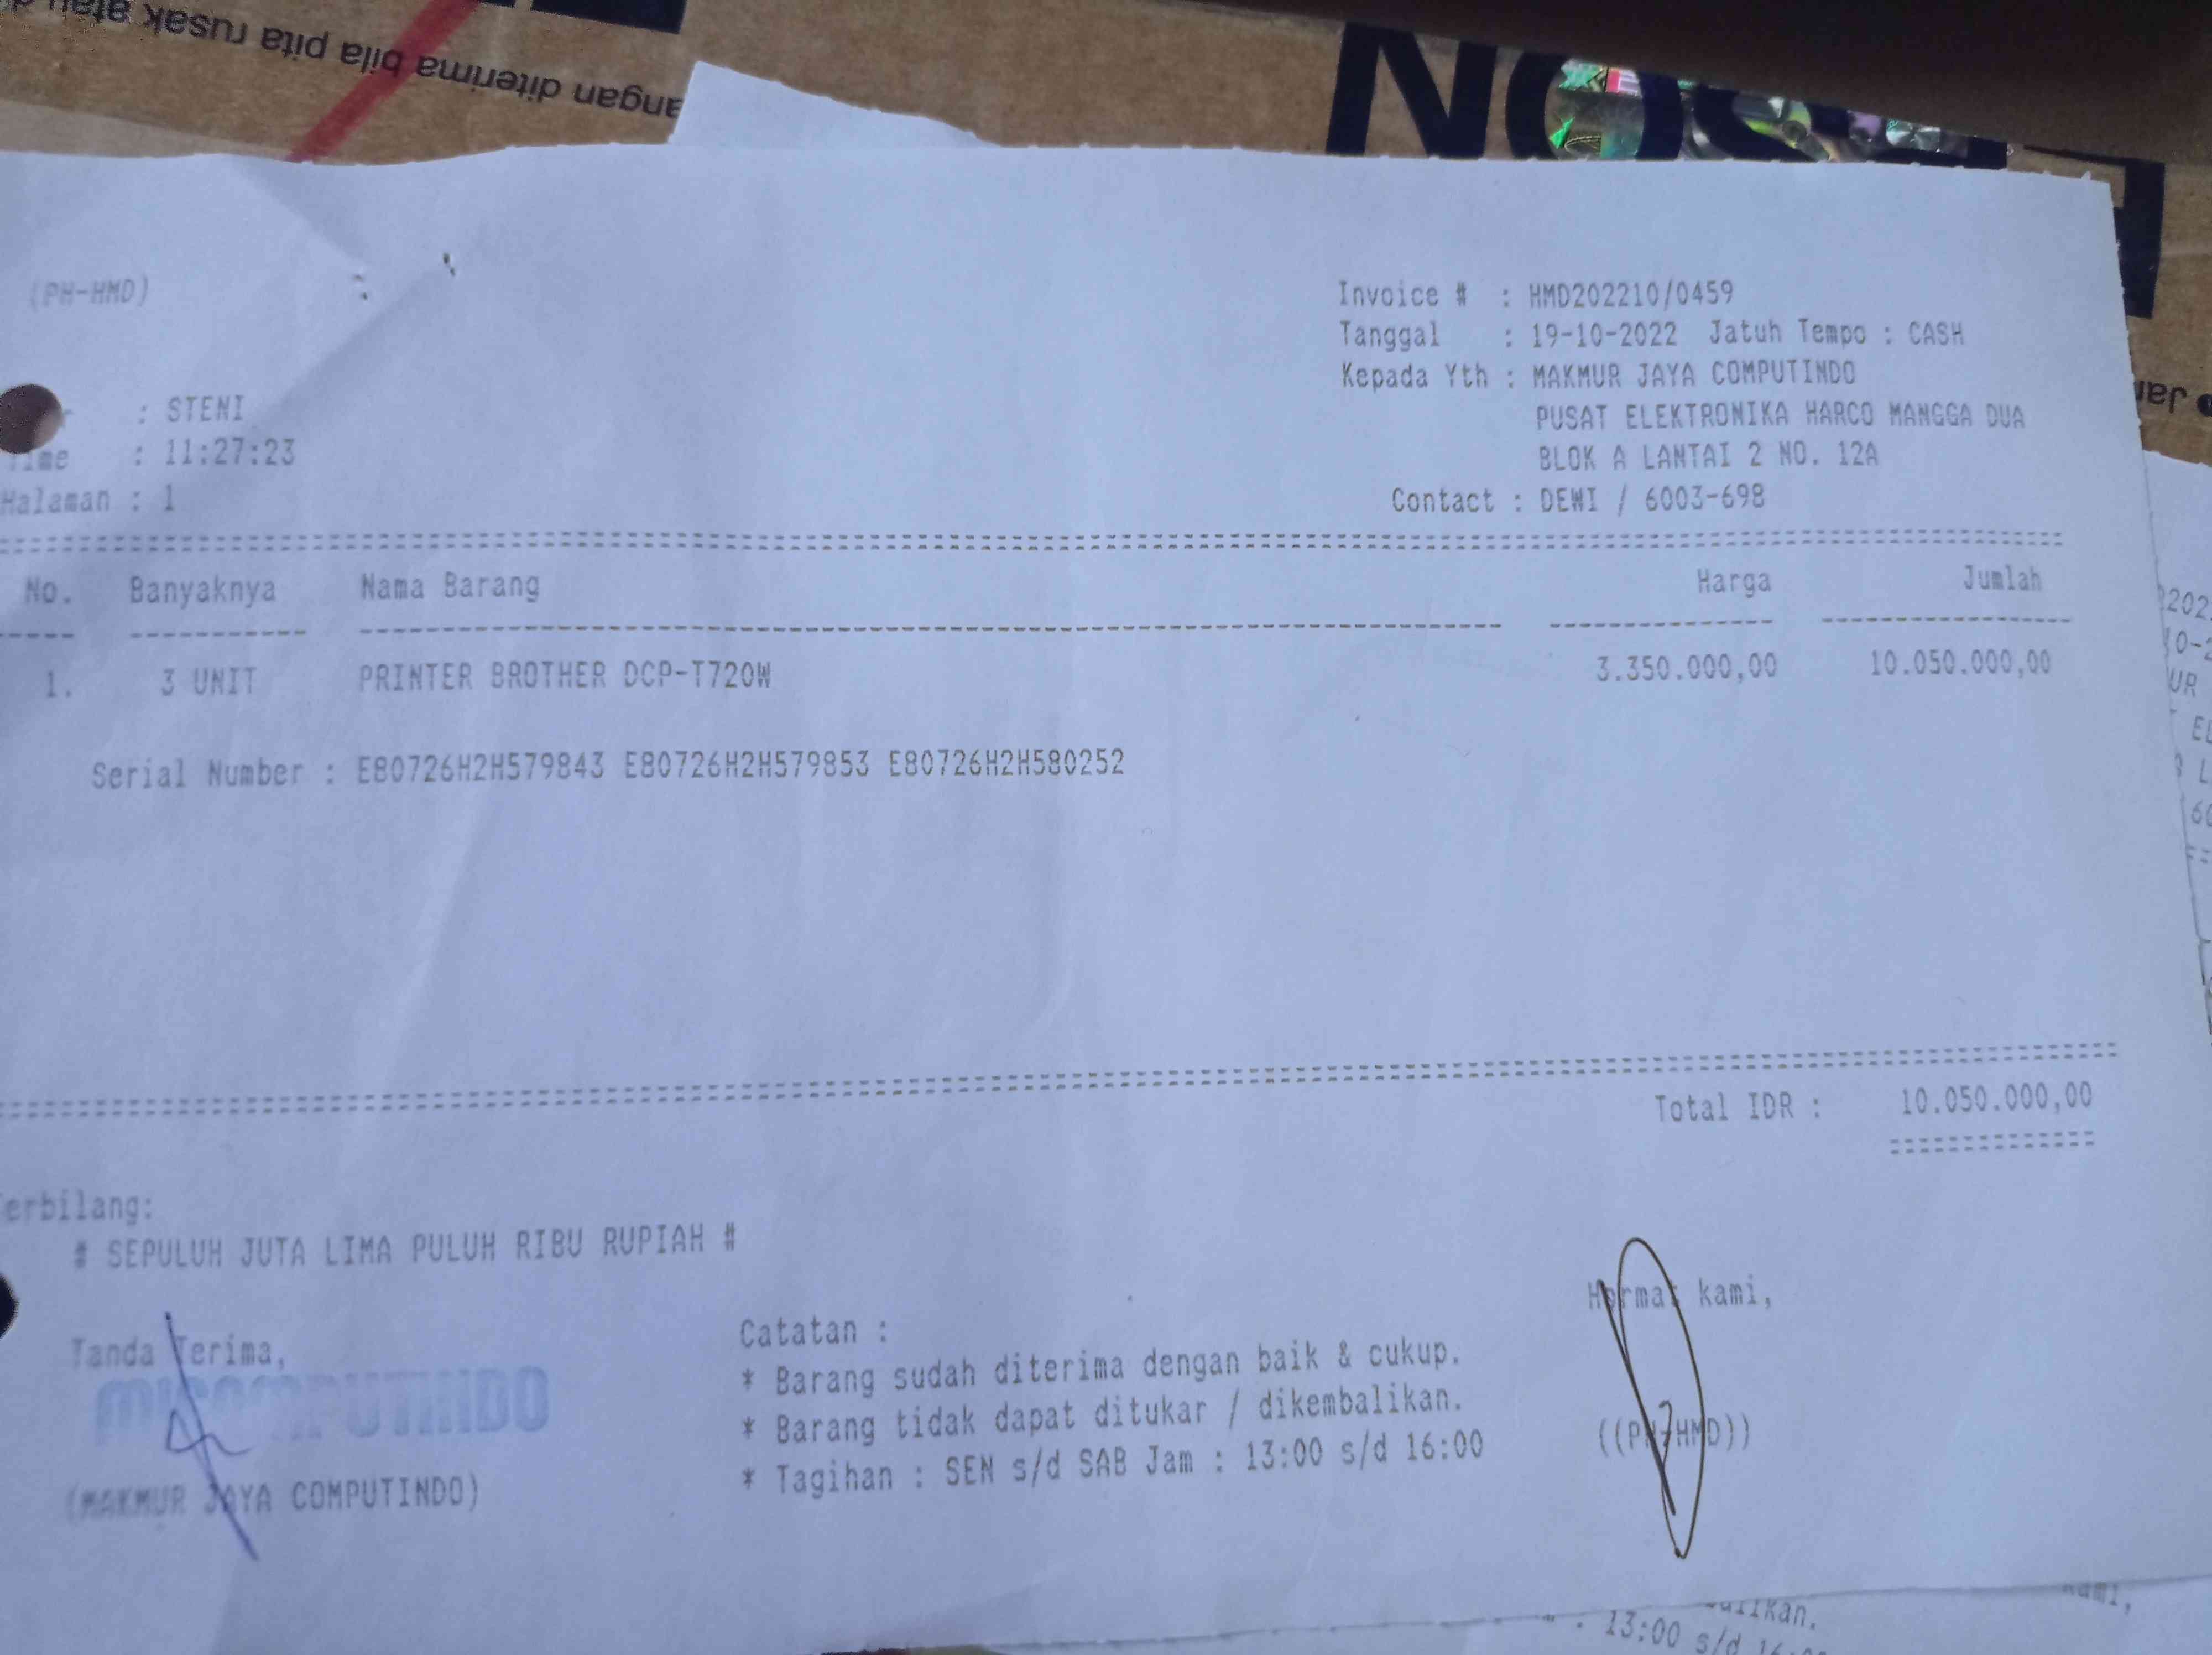 angan diterima bila pita rusak atau
(PH-HMD)
Invoice # : HMD202210/0459
Tanggal : 19-10-2022 Jatuh Tempo : CASH
Kepada Yth : MAKMUR JAYA COMPUTINDO
PUSAT ELEKTRONIKA HARCO MANGGA DUA
BLOK A LANTAI 2 NO. 12A
Contact : DEWI / 6003-698
: STENI
Time : 11:27:23
Halaman : 1
No. Banyaknya Nama Barang Harga Jumlah
1. 3 UNIT PRINTER BROTHER DCP-T720W 3.350.000,00 10.050.000,00
Serial Number : E80726H2H579843 E80726H2H579853 E80726H2H580252
Total IDR : 10.050.000,00
erbilang:
# SEPULUH JUTA LIMA PULUH RIBU RUPIAH #
Tanda Terima,
(MAKMUR JAYA COMPUTINDO)
Catatan :
* Barang sudah diterima dengan baik & cukup.
* Barang tidak dapat ditukar / dikembalikan.
* Tagihan : SEN s/d SAB Jam : 13:00 s/d 16:00
Hormat kami,
((PH-HMD))
kami,
13:00 s/d